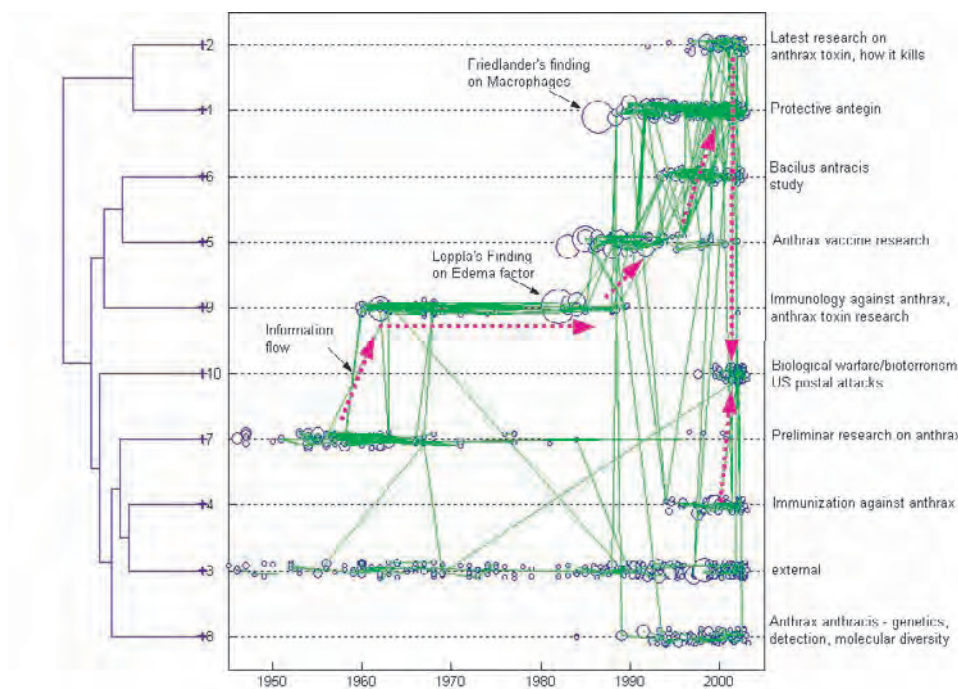 2
Latest research on
anthrax toxin, how it kills
Friedlander's finding
on Macrophages
1
Protective antegin
6
Bacilus antracis
study
5
Anthrax vaccine research
Loppla's Finding
on Edema factor
9
Immunology against anthrax,
anthrax toxin research
Information
flow
10
Biological warfare/bioterrorism
US postal attacks
7
Preliminar research on anthrax
4
Immunization against anthrax
3
external
8
Anthrax anthracis - genetics,
detection, molecular diversity
1950
1960
1970
1980
1990
2000